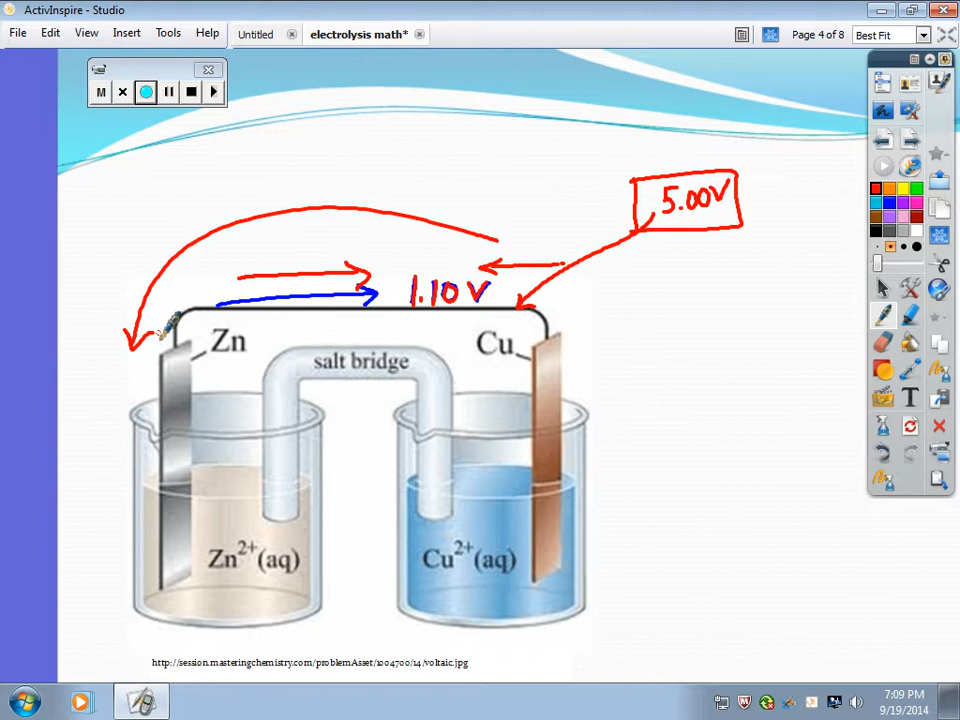 ActivInspire - Studio
File Edit View Insert Tools Help
Untitled
electrolysis math*
Page 4 of 8
Best Fit
M
5.00V
1.10 V
Zn
Cu
salt bridge
Zn2+(aq)
Cu2+(aq)
http://session.masteringchemistry.com/problemAsset/1004700/14/voltaic.jpg
T
7:09 PM
9/19/2014